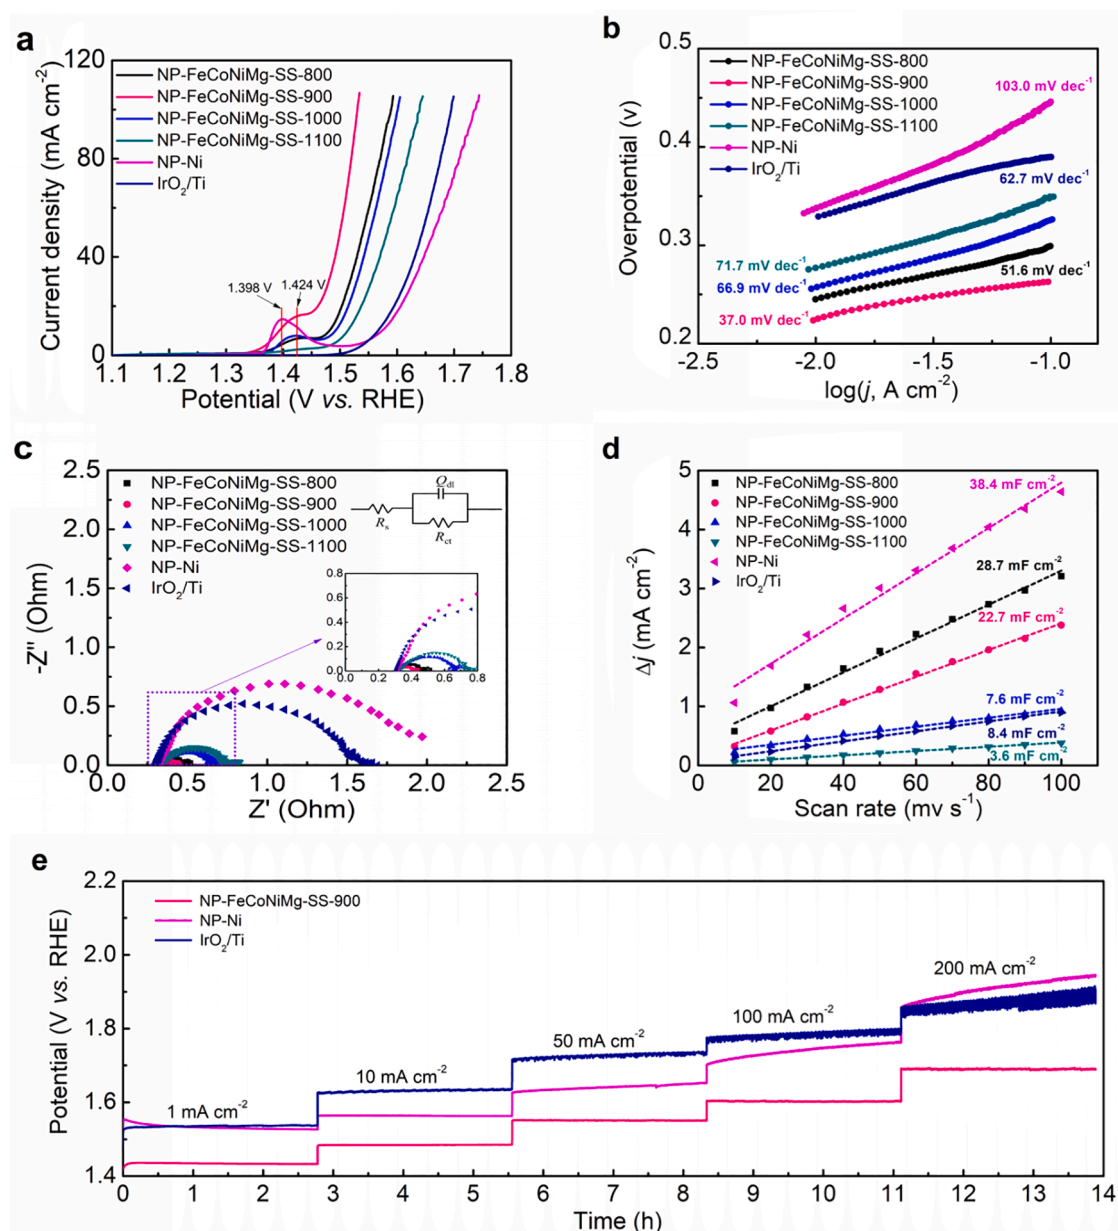 a
120
80
40
0
Current density (mA cm⁻²)
NP-FeCoNiMg-SS-800
NP-FeCoNiMg-SS-900
NP-FeCoNiMg-SS-1000
NP-FeCoNiMg-SS-1100
NP-Ni
IrO₂/Ti
1.398 V
1.424 V
1.1 1.2 1.3 1.4 1.5 1.6 1.7 1.8
Potential (V vs. RHE)
b
0.5
0.4
0.3
0.2
Overpotential (v)
NP-FeCoNiMg-SS-800
NP-FeCoNiMg-SS-900
NP-FeCoNiMg-SS-1000
NP-FeCoNiMg-SS-1100
NP-Ni
IrO₂/Ti
103.0 mV dec⁻¹
62.7 mV dec⁻¹
71.7 mV dec⁻¹
66.9 mV dec⁻¹
51.6 mV dec⁻¹
37.0 mV dec⁻¹
-2.5 -2.0 -1.5 -1.0
log(j, A cm⁻²)
c
2.5
2.0
1.5
1.0
0.5
0.0
-Z'' (Ohm)
NP-FeCoNiMg-SS-800
NP-FeCoNiMg-SS-900
NP-FeCoNiMg-SS-1000
NP-FeCoNiMg-SS-1100
NP-Ni
IrO₂/Ti
Qdl
Rs
Rct
0.8
0.6
0.4
0.2
0.0
0.0 0.2 0.4 0.6 0.8
0.0 0.5 1.0 1.5 2.0 2.5
Z' (Ohm)
d
5
4
3
2
1
0
Δj (mA cm⁻²)
NP-FeCoNiMg-SS-800
NP-FeCoNiMg-SS-900
NP-FeCoNiMg-SS-1000
NP-FeCoNiMg-SS-1100
NP-Ni
IrO₂/Ti
38.4 mF cm⁻²
28.7 mF cm⁻²
22.7 mF cm⁻²
7.6 mF cm⁻²
8.4 mF cm⁻²
3.6 mF cm⁻²
0 20 40 60 80 100
Scan rate (mv s⁻¹)
e
2.2
2.0
1.8
1.6
1.4
Potential (V vs. RHE)
NP-FeCoNiMg-SS-900
NP-Ni
IrO₂/Ti
1 mA cm⁻²
10 mA cm⁻²
50 mA cm⁻²
100 mA cm⁻²
200 mA cm⁻²
0 1 2 3 4 5 6 7 8 9 10 11 12 13 14
Time (h)